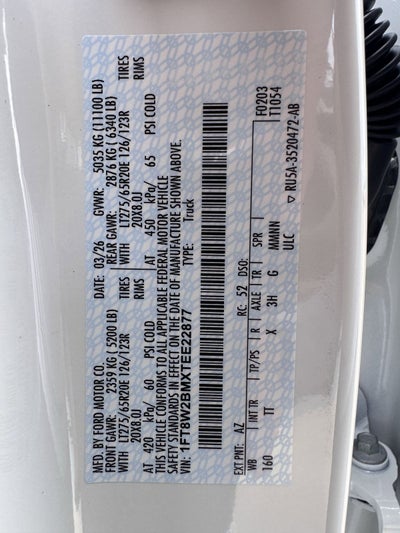 MFD. BY FORD MOTOR CO.
DATE: 03/26 GVWR: 5035 KG (11100 LB)
FRONT GAWR: 2359 KG ( 5200 LB) REAR GAWR: 2876 KG ( 6340 LB)
WITH LT275/65R20E 126/123R TIRES WITH LT275/65R20E 126/123R TIRES
20X8.0J RIMS 20X8.0J RIMS
AT 420 kPa/ 60 PSI COLD AT 450 kPa/ 65 PSI COLD
THIS VEHICLE CONFORMS TO ALL APPLICABLE FEDERAL MOTOR VEHICLE
SAFETY STANDARDS IN EFFECT ON THE DATE OF MANUFACTURE SHOWN ABOVE.
VIN: 1FT8W2BMXTEE22877 TYPE: Truck
F0203
T1054
EXT PNT: AZ RC: 52 DSO:
WB INT TR TP/PS R AXLE TR SPR
160 TT X 3H G MMNN
ULC
▽ RU5A-3520472-AB